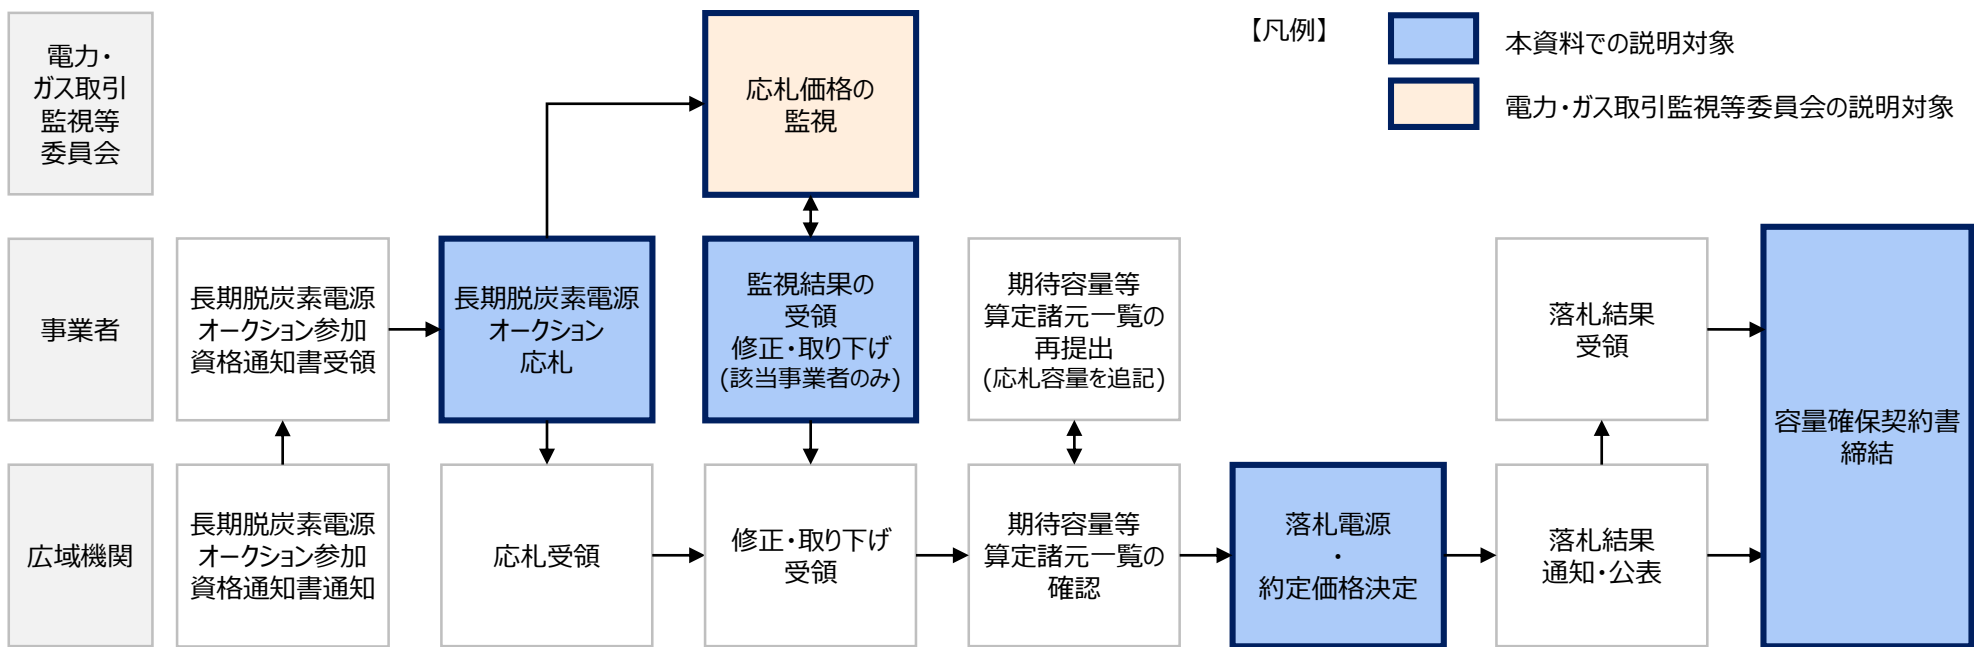 電力・
ガス取引
監視等
委員会
応札価格の
監視
【凡例】
本資料での説明対象
電力・ガス取引監視等委員会の説明対象
事業者
長期脱炭素電源
オークション参加
資格通知書受領
長期脱炭素電源
オークション
応札
監視結果の
受領
修正・取り下げ
(該当事業者のみ)
期待容量等
算定諸元一覧の
再提出
(応札容量を追記)
落札結果
受領
容量確保契約書
締結
広域機関
長期脱炭素電源
オークション参加
資格通知書通知
応札受領
修正・取り下げ
受領
期待容量等
算定諸元一覧の
確認
落札電源
・
約定価格決定
落札結果
通知・公表